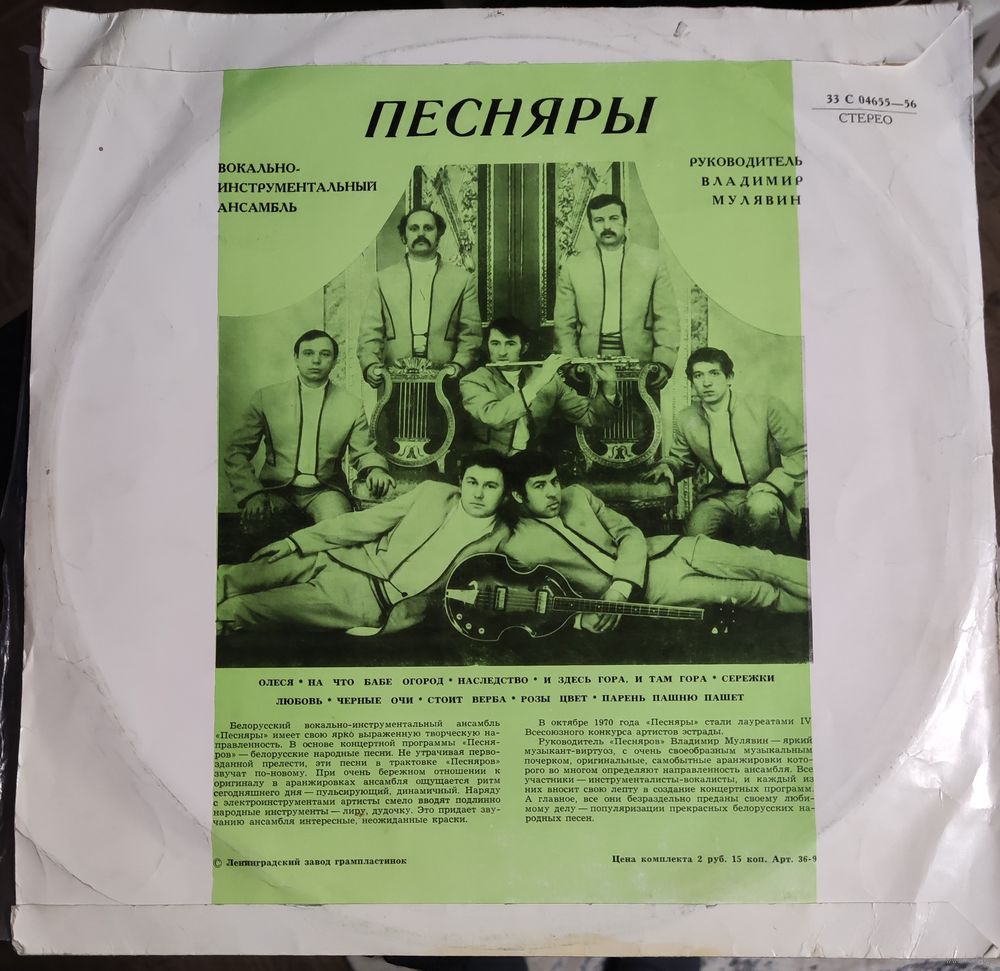 ПЕСНЯРЫ
33 С 04655—56
СТЕРЕО
ВОКАЛЬНО-
ИНСТРУМЕНТАЛЬНЫЙ
АНСАМБЛЬ
РУКОВОДИТЕЛЬ
ВЛАДИМИР
МУЛЯВИН
ОЛЕСЯ • НА ЧТО БАБЕ ОГОРОД • НАСЛЕДСТВО • И ЗДЕСЬ ГОРА, И ТАМ ГОРА • СЕРЕЖКИ
ЛЮБОВЬ • ЧЕРНЫЕ ОЧИ • СТОИТ ВЕРБА • РОЗЫ ЦВЕТ • ПАРЕНЬ ПАШНЮ ПАШЕТ
Белорусский вокально-инструментальный ансамбль
«Песняры» имеет свою ярко выраженную творческую на-
правленность. В основе концертной программы «Песня-
ров» — белорусские народные песни. Не утрачивая перво-
зданной прелести, эти песни в трактовке «Песняров»
звучат по-новому. При очень бережном отношении к
оригиналу в аранжировках ансамбля ощущается ритм
сегодняшнего дня — пульсирующий, динамичный. Наряду
с электроинструментами артисты смело вводят подлинно
народные инструменты — лиру, дудочку. Это придает зву-
чанию ансамбля интересные, неожиданные краски.
В октябре 1970 года «Песняры» стали лауреатами IV
Всесоюзного конкурса артистов эстрады.
Руководитель «Песняров» Владимир Мулявин — яркий
музыкант-виртуоз, с очень своеобразным музыкальным
почерком, оригинальные, самобытные аранжировки кото-
рого во многом определяют направленность ансамбля. Все
участники — инструменталисты-вокалисты, и каждый из
них вносит свою лепту в создание концертных программ.
А главное, все они безраздельно преданы своему люби-
мому делу — популяризации прекрасных белорусских на-
родных песен.
© Ленинградский завод грампластинок
Цена комплекта 2 руб. 15 коп. Арт. 36-9